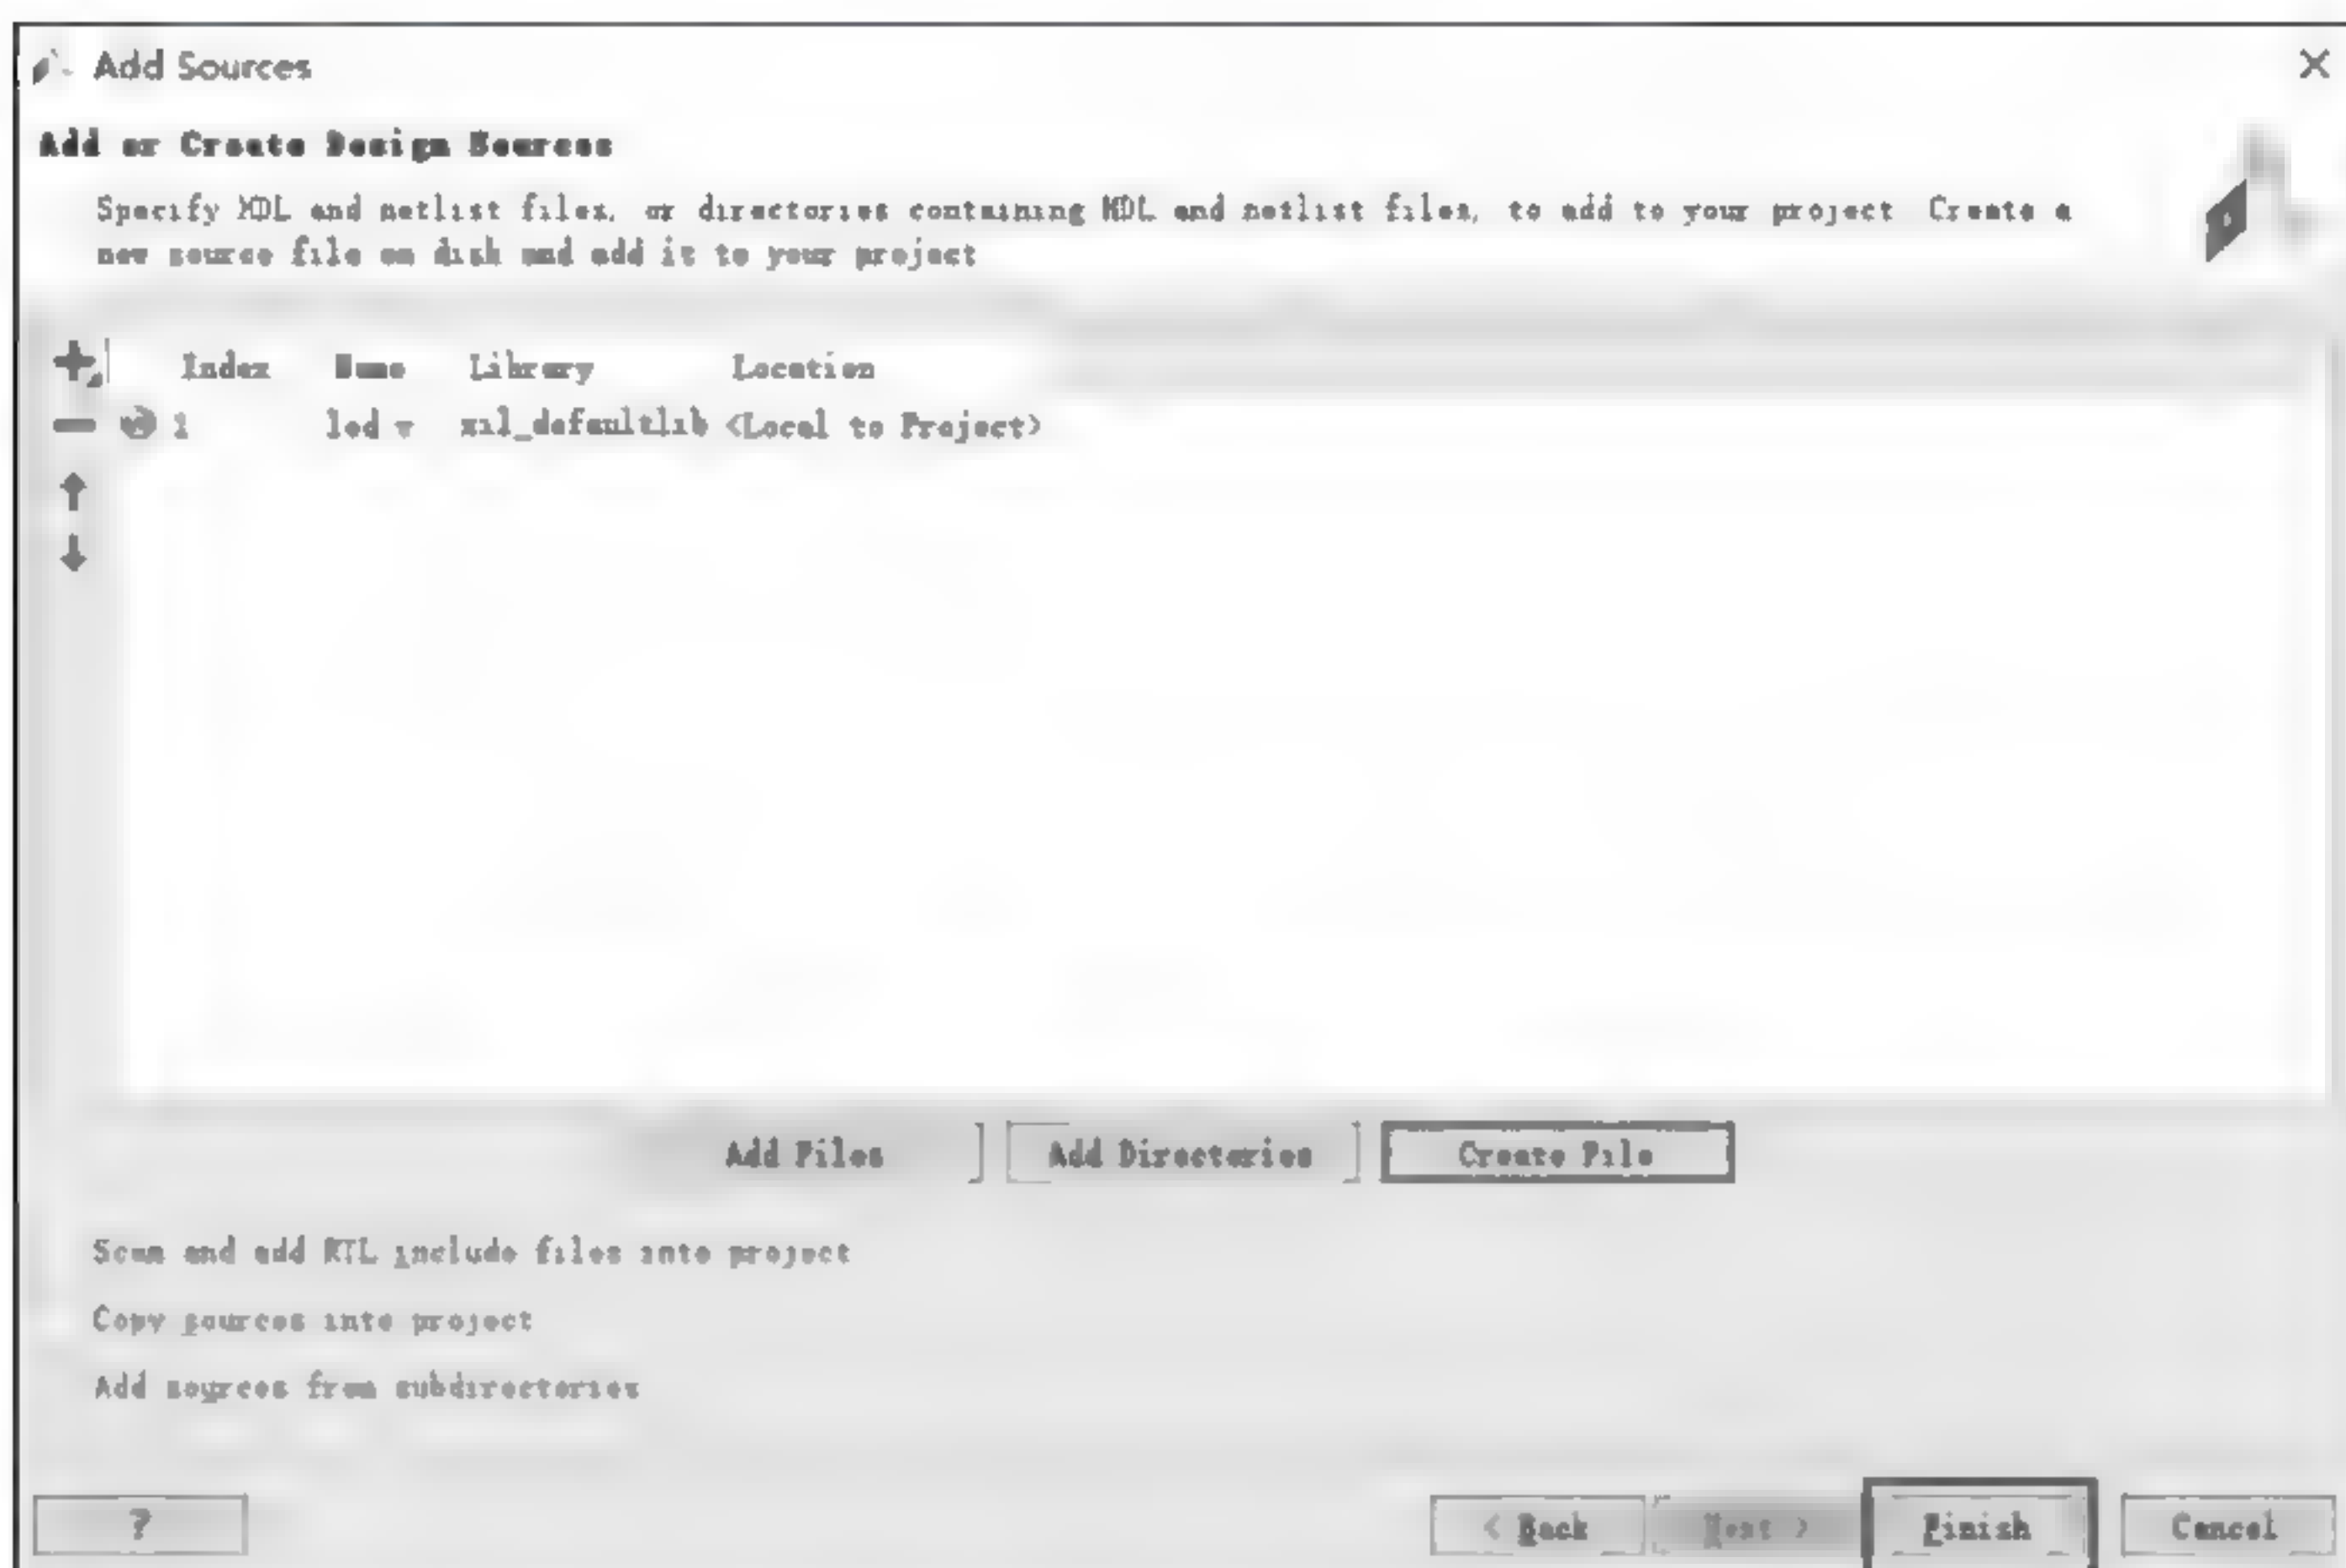 Add Sources
Add or Create Design Sources
Specify HDL and netlist files, or directories containing HDL and netlist files, to add to your project Create a
new source file on disk and add it to your project
Index Name Library Location
1 led v xil_defaultlib <Local to Project>
Add Files Add Directories Create File
Scan and add RTL include files into project
Copy sources into project
Add sources from subdirectories
? < Back Next > Finish Cancel